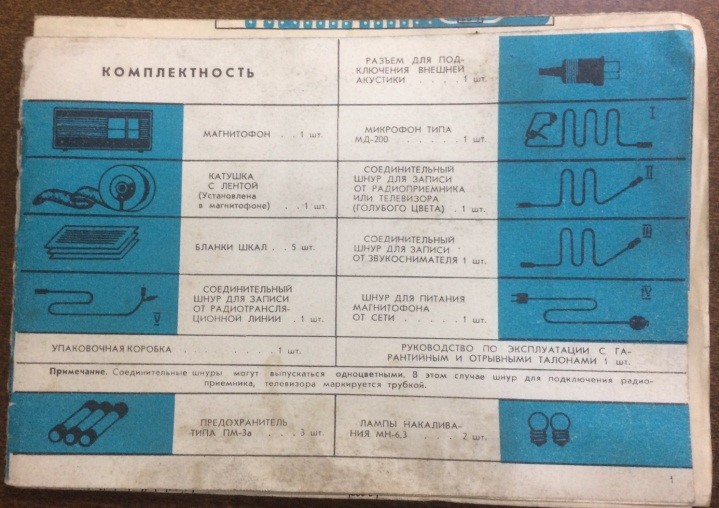 КОМПЛЕКТНОСТЬ
РАЗЪЕМ ДЛЯ ПОД-
КЛЮЧЕНИЯ ВНЕШНЕЙ
АКУСТИКИ . . . . 1 шт.
МАГНИТОФОН . . 1 шт.
МИКРОФОН ТИПА
МД-200 . . . . . 1 шт.
I
КАТУШКА
С ЛЕНТОЙ
(Установлена
в магнитофоне) . . 1 шт.
СОЕДИНИТЕЛЬНЫЙ
ШНУР ДЛЯ ЗАПИСИ
ОТ РАДИОПРИЕМНИКА
ИЛИ ТЕЛЕВИЗОРА
(ГОЛУБОГО ЦВЕТА) . 1 шт.
II
БЛАНКИ ШКАЛ . . 5 шт.
СОЕДИНИТЕЛЬНЫЙ
ШНУР ДЛЯ ЗАПИСИ
ОТ ЗВУКОСНИМАТЕЛЯ 1 шт.
III
V
СОЕДИНИТЕЛЬНЫЙ
ШНУР ДЛЯ ЗАПИСИ
ОТ РАДИОТРАНСЛЯ-
ЦИОННОЙ ЛИНИИ . 1 шт.
ШНУР ДЛЯ ПИТАНИЯ
МАГНИТОФОНА
ОТ СЕТИ . . . . . 1 шт.
IV
УПАКОВОЧНАЯ КОРОБКА . . . . . . . . . 1 шт.
РУКОВОДСТВО ПО ЭКСПЛУАТАЦИИ С ГА-
РАНТИЙНЫМ И ОТРЫВНЫМИ ТАЛОНАМИ 1 шт.
Примечание. Соединительные шнуры могут выпускаться одноцветными. В этом случае шнур для подключения радио-
приемника, телевизора маркируется трубкой.
ПРЕДОХРАНИТЕЛЬ
ТИПА ПМ-3а . . . 3 шт.
ЛАМПЫ НАКАЛИВА-
НИЯ МН-6,3 . . . . 2 шт.
1